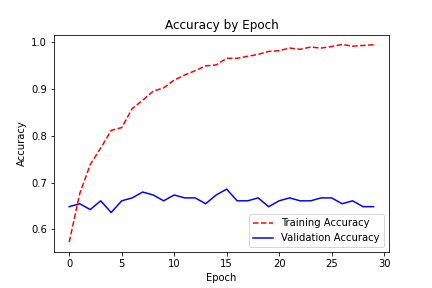 Accuracy by Epoch
1.0
0.9
0.8
0.7
0.6
Accuracy
Training Accuracy
Validation Accuracy
0 5 10 15 20 25 30
Epoch